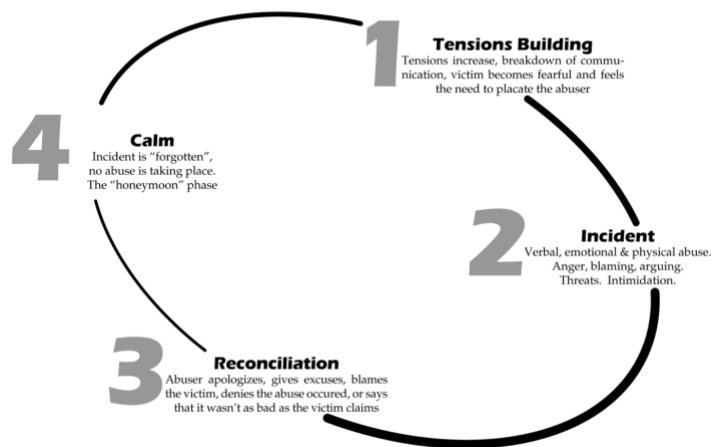 1
Tensions Building
Tensions increase, breakdown of commu-
nication, victim becomes fearful and feels
the need to placate the abuser
2
Incident
Verbal, emotional & physical abuse.
Anger, blaming, arguing.
Threats. Intimidation.
3
Reconciliation
Abuser apologizes, gives excuses, blames
the victim, denies the abuse occured, or says
that it wasn't as bad as the victim claims
4
Calm
Incident is “forgotten”,
no abuse is taking place.
The “honeymoon” phase